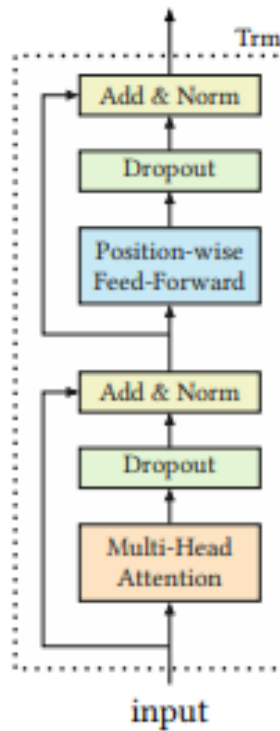 Trm
Add & Norm
Dropout
Position-wise
Feed-Forward
Add & Norm
Dropout
Multi-Head
Attention
input